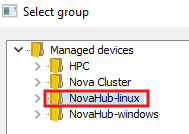 Select group
Managed devices
HPC
Nova Cluster
NovaHub-linux
NovaHub-windows